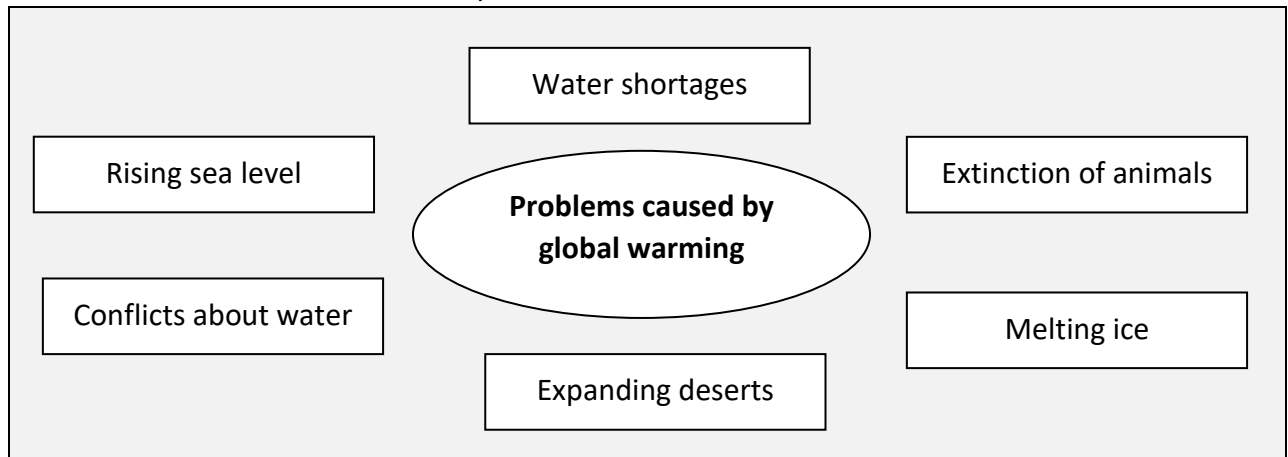 Water shortages
Rising sea level
Extinction of animals
Problems caused by
global warming
Conflicts about water
Melting ice
Expanding deserts